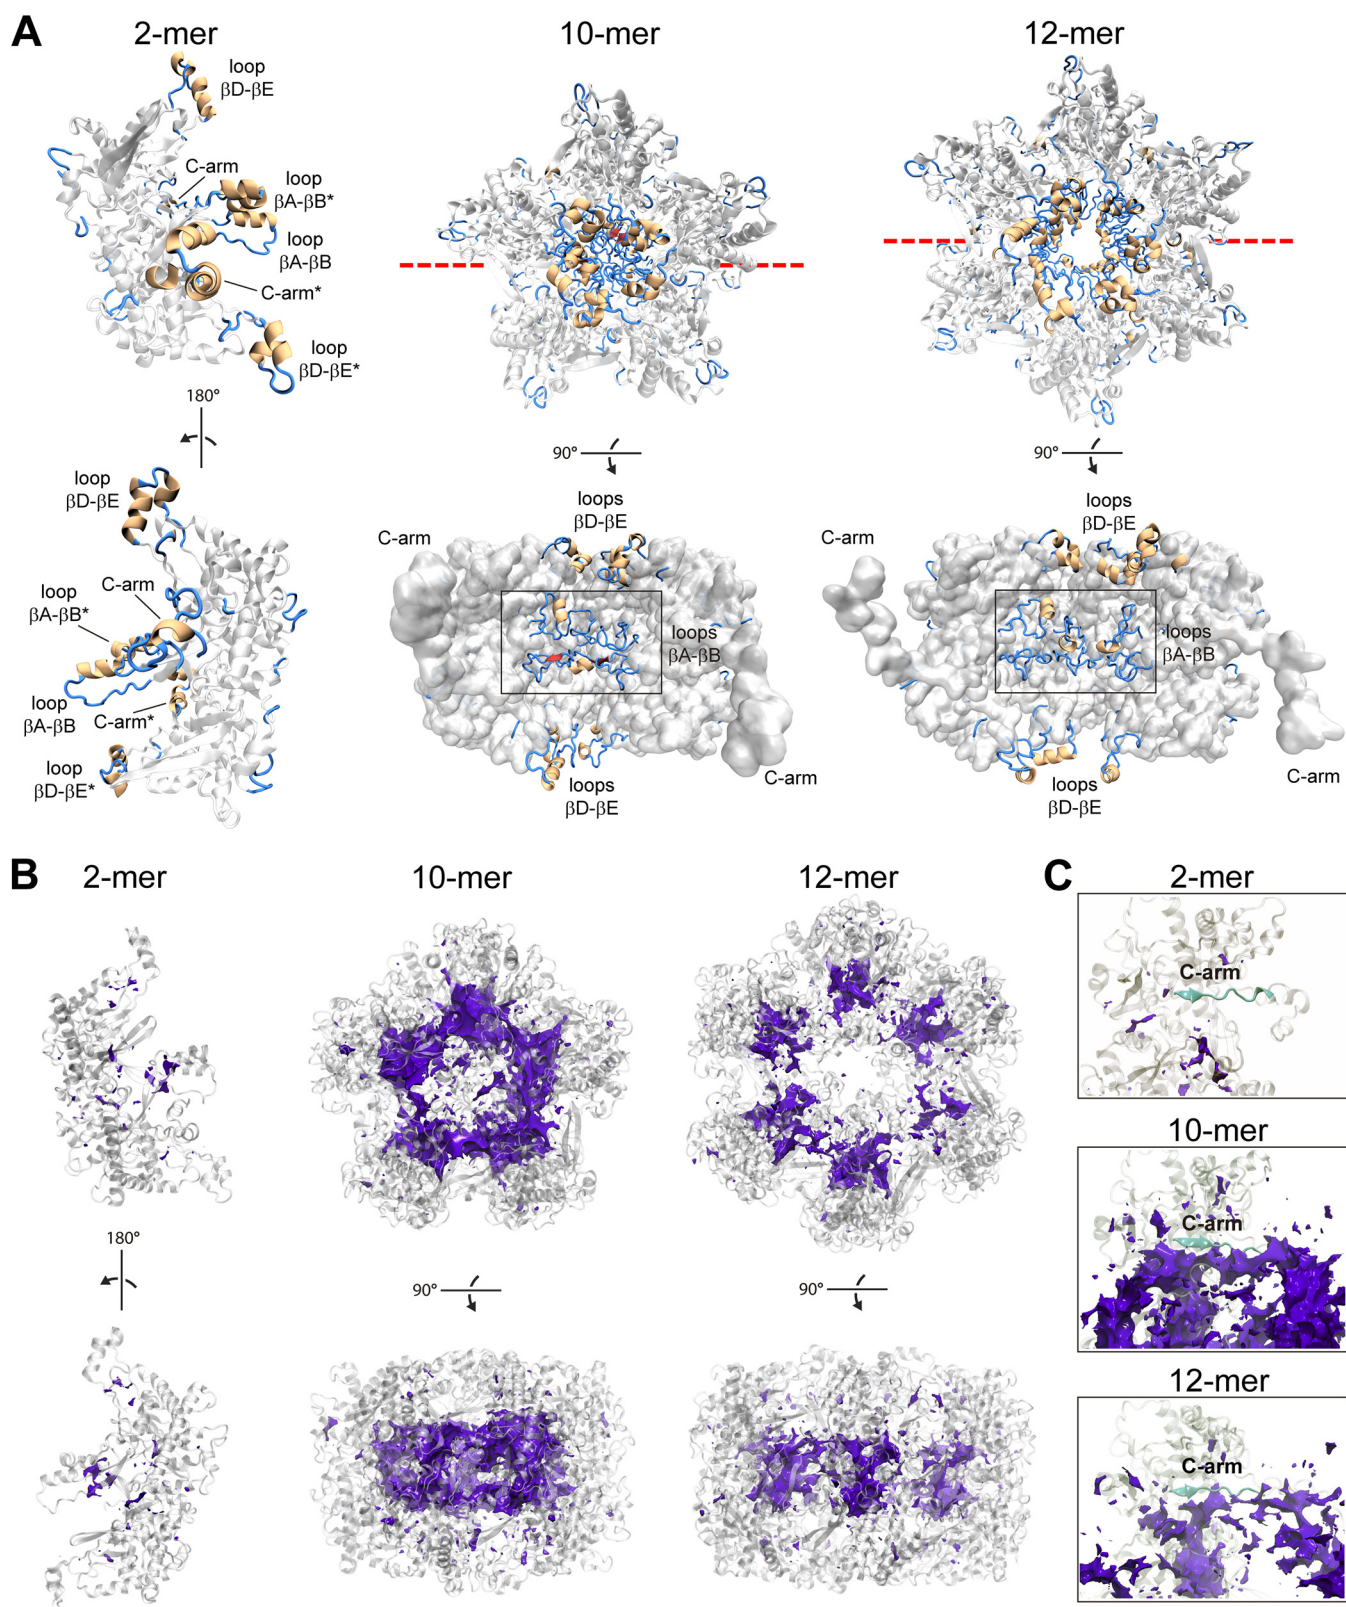 A
2-mer
10-mer
12-mer
loop
βD-βE
C-arm
loop
βA-βB*
loop
βA-βB
C-arm*
loop
βD-βE*
180°
90°
90°
loop
βD-βE
C-arm
loop
βA-βB*
loop
βA-βB
C-arm*
loop
βD-βE*
loops
βD-βE
C-arm
loops
βA-βB
C-arm
loops
βD-βE
loops
βD-βE
C-arm
loops
βA-βB
C-arm
loops
βD-βE
B
2-mer
10-mer
12-mer
180°
90°
90°
C
2-mer
C-arm
10-mer
C-arm
12-mer
C-arm